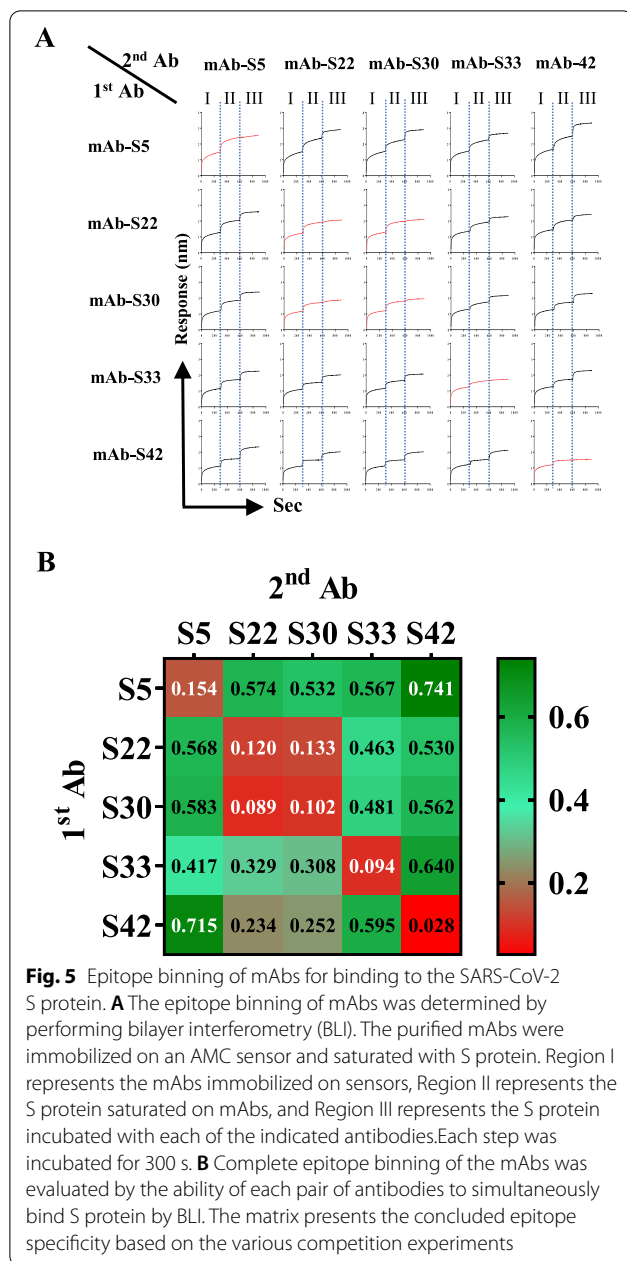 A
2nd Ab mAb-S5 mAb-S22 mAb-S30 mAb-S33 mAb-42
1st Ab I II III I II III I II III I II III I II III
mAb-S5
mAb-S22
mAb-S30
mAb-S33
mAb-S42
Response (nm)
Sec
B
2nd Ab
S5 S22 S30 S33 S42
1st Ab
S5 0.154 0.574 0.532 0.567 0.741
S22 0.568 0.120 0.133 0.463 0.530
S30 0.583 0.089 0.102 0.481 0.562
S33 0.417 0.329 0.308 0.094 0.640
S42 0.715 0.234 0.252 0.595 0.028
0.6
0.4
0.2
Fig. 5 Epitope binning of mAbs for binding to the SARS-CoV-2
S protein. A The epitope binning of mAbs was determined by
performing bilayer interferometry (BLI). The purified mAbs were
immobilized on an AMC sensor and saturated with S protein. Region I
represents the mAbs immobilized on sensors, Region II represents the
S protein saturated on mAbs, and Region III represents the S protein
incubated with each of the indicated antibodies.Each step was
incubated for 300 s. B Complete epitope binning of the mAbs was
evaluated by the ability of each pair of antibodies to simultaneously
bind S protein by BLI. The matrix presents the concluded epitope
specificity based on the various competition experiments